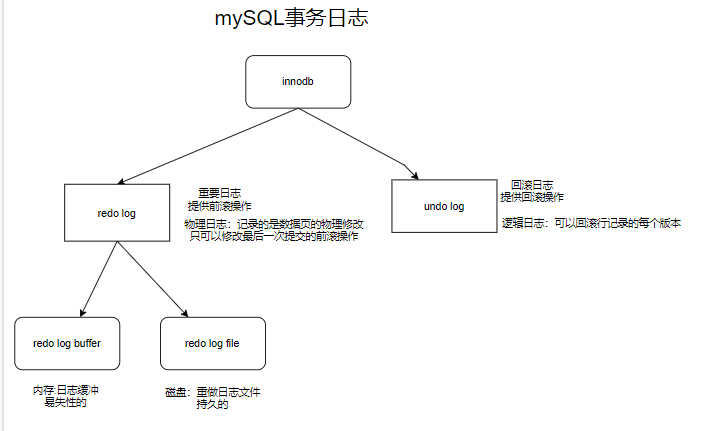 mySQL事务日志
innodb
redo log
重要日志
提供前滚操作
物理日志：记录的是数据页的物理修改
只可以修改最后一次提交的前滚操作
undo log
回滚日志
提供回滚操作
逻辑日志：可以回滚行记录的每个版本
redo log buffer
redo log file
内存:日志缓冲
易失性的
磁盘：重做日志文件
持久的